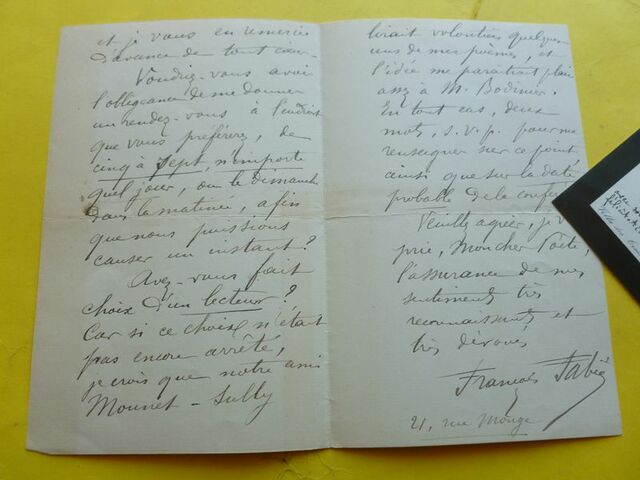 et je vous en remercie
d'avance de tout cœur.
Voudriez-vous avoir
l'obligeance de me donner
un rendez-vous à l'endroit
que vous préférez, de
cinq à sept, n'importe
quel jour, ou le Dimanche
dans la matinée, afin
que nous puissions
causer un instant ?
Avez-vous fait
choix d'un lecteur ?
Car si ce choix n'était
pas encore arrêté,
je crois que notre ami
Mounet-Sully
lirait volontiers quelques
uns de mes poèmes, et
l'idée me paraîtrait plaire
assez à M. Bodinier.
En tout cas, deux
mots, s.v.p. pour me
renseigner sur ce point
ainsi que sur la date
probable de la confér
Veuillez agréer, je v
prie, Mon cher Poète,
l'assurance de mes
sentiments très
reconnaissants et
très dévoués
François Fabié
21, rue Monge